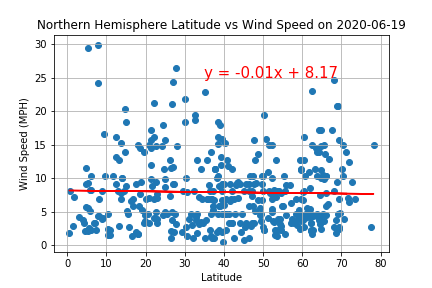 Northern Hemisphere Latitude vs Wind Speed on 2020-06-19
30
25
20
15
10
5
0
Wind Speed (MPH)
y = -0.01x + 8.17
0 10 20 30 40 50 60 70 80
Latitude